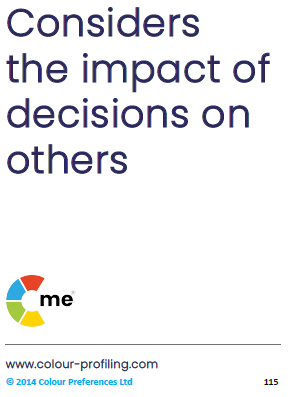 Considers
the impact of
decisions on
others
me®
www.colour-profiling.com
© 2014 Colour Preferences Ltd 115